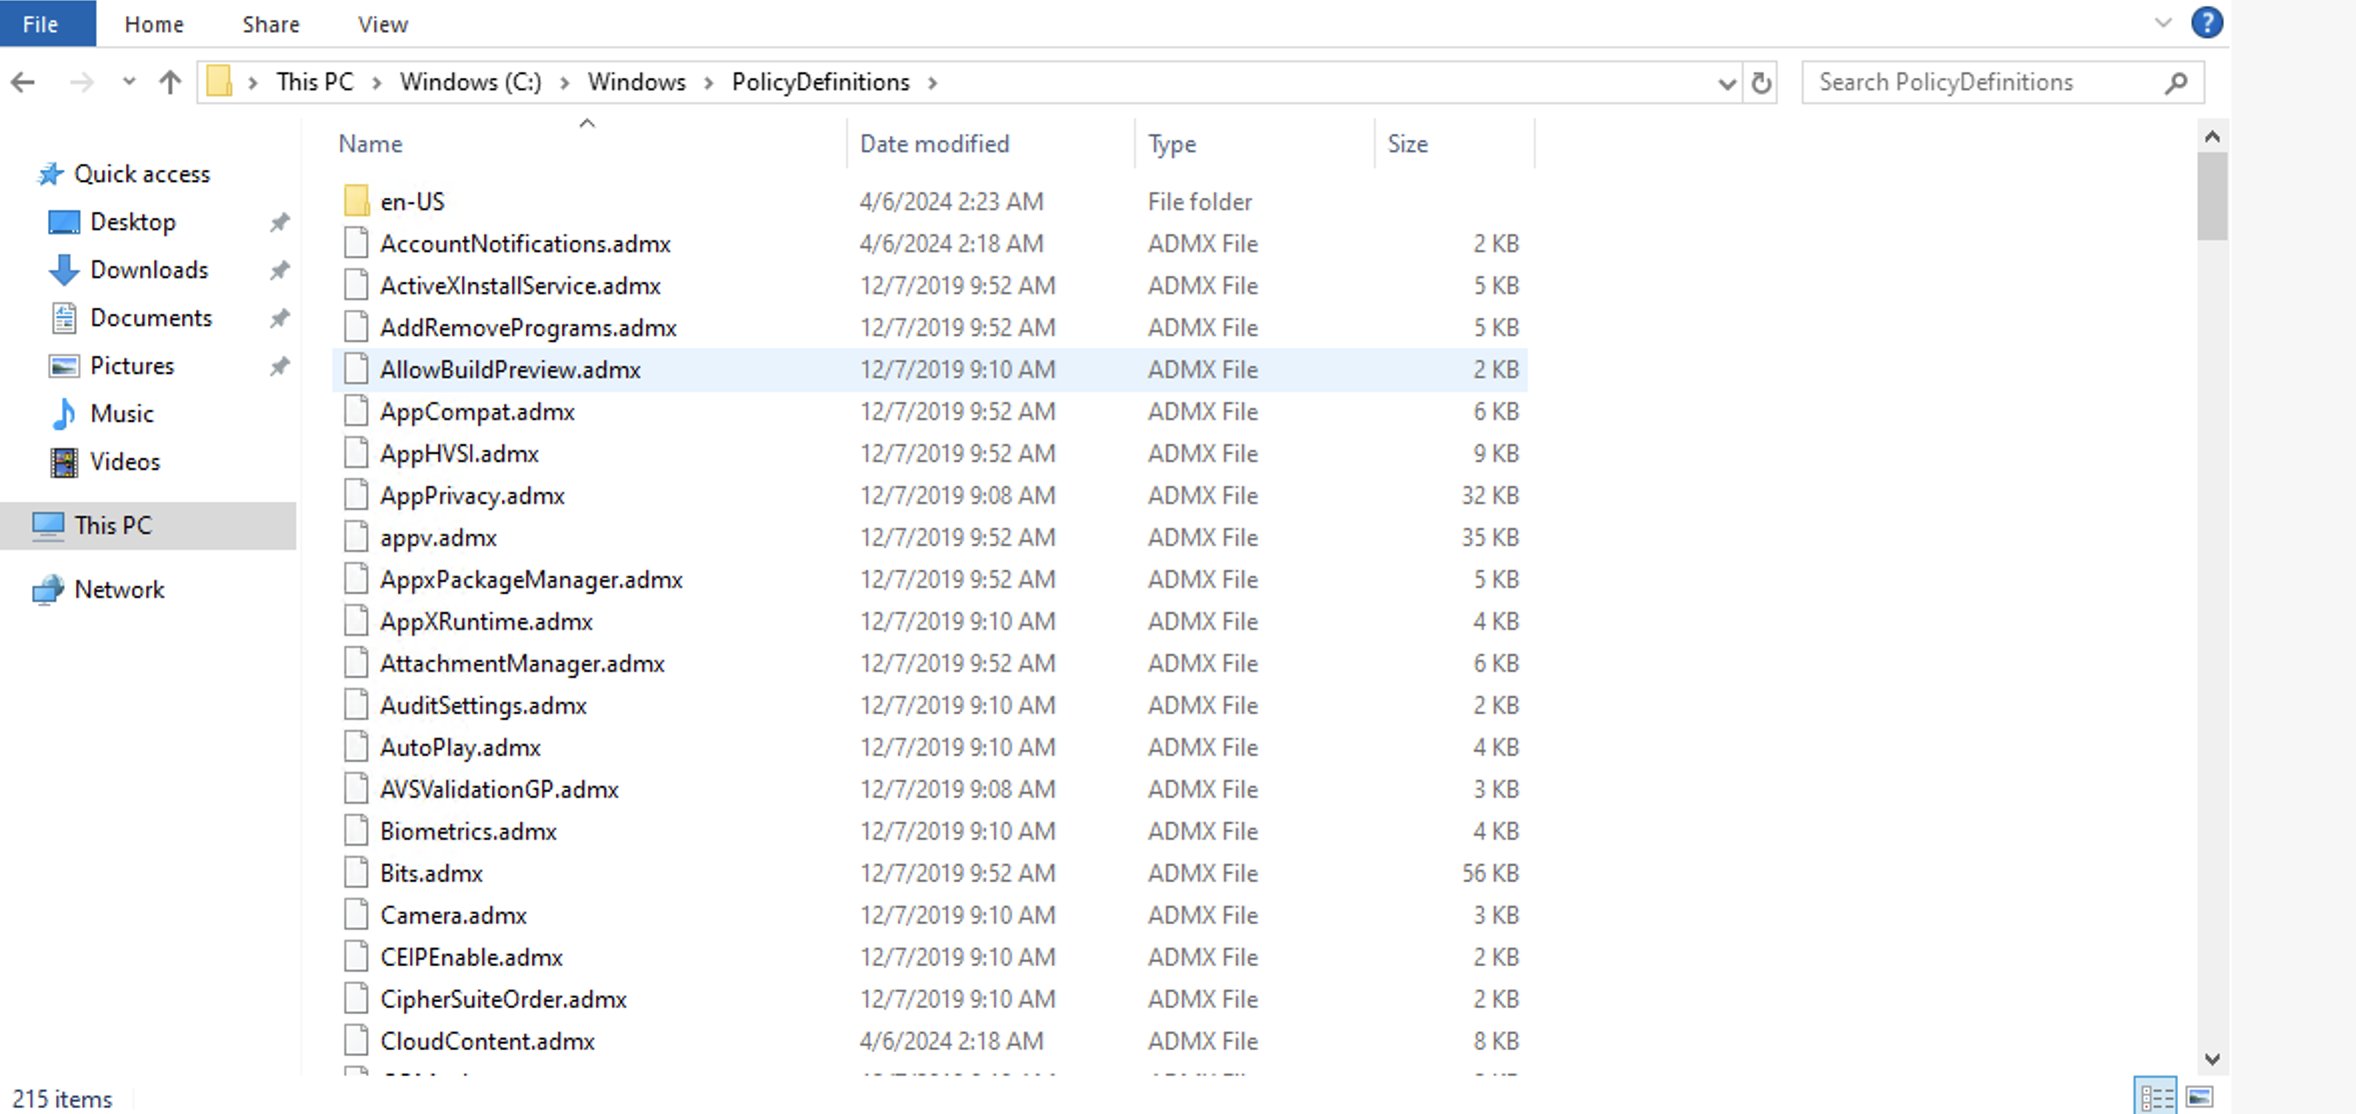 File Home Share View
This PC Windows (C:) Windows PolicyDefinitions Search PolicyDefinitions
Name Date modified Type Size
Quick access
Desktop
Downloads
Documents
Pictures
Music
Videos
This PC
Network
en-US 4/6/2024 2:23 AM File folder
AccountNotifications.admx 4/6/2024 2:18 AM ADMX File 2 KB
ActiveXInstallService.admx 12/7/2019 9:52 AM ADMX File 5 KB
AddRemovePrograms.admx 12/7/2019 9:52 AM ADMX File 5 KB
AllowBuildPreview.admx 12/7/2019 9:10 AM ADMX File 2 KB
AppCompat.admx 12/7/2019 9:52 AM ADMX File 6 KB
AppHVSI.admx 12/7/2019 9:52 AM ADMX File 9 KB
AppPrivacy.admx 12/7/2019 9:08 AM ADMX File 32 KB
appv.admx 12/7/2019 9:52 AM ADMX File 35 KB
AppxPackageManager.admx 12/7/2019 9:52 AM ADMX File 5 KB
AppXRuntime.admx 12/7/2019 9:10 AM ADMX File 4 KB
AttachmentManager.admx 12/7/2019 9:52 AM ADMX File 6 KB
AuditSettings.admx 12/7/2019 9:10 AM ADMX File 2 KB
AutoPlay.admx 12/7/2019 9:10 AM ADMX File 4 KB
AVSValidationGP.admx 12/7/2019 9:08 AM ADMX File 3 KB
Biometrics.admx 12/7/2019 9:10 AM ADMX File 4 KB
Bits.admx 12/7/2019 9:52 AM ADMX File 56 KB
Camera.admx 12/7/2019 9:10 AM ADMX File 3 KB
CEIPEnable.admx 12/7/2019 9:10 AM ADMX File 2 KB
CipherSuiteOrder.admx 12/7/2019 9:10 AM ADMX File 2 KB
CloudContent.admx 4/6/2024 2:18 AM ADMX File 8 KB
215 items